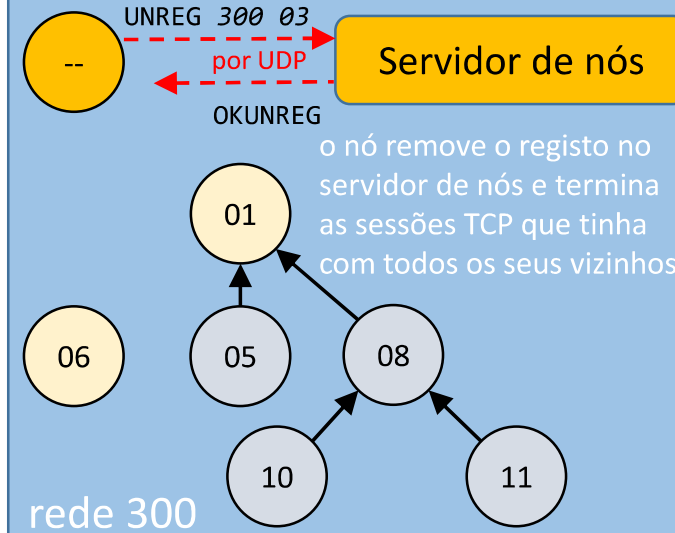 UNREG 300 03
--
por UDP
Servidor de nós
OKUNREG
o nó remove o registo no
servidor de nós e termina
as sessões TCP que tinha
com todos os seus vizinhos
01
06
05
08
10
11
rede 300